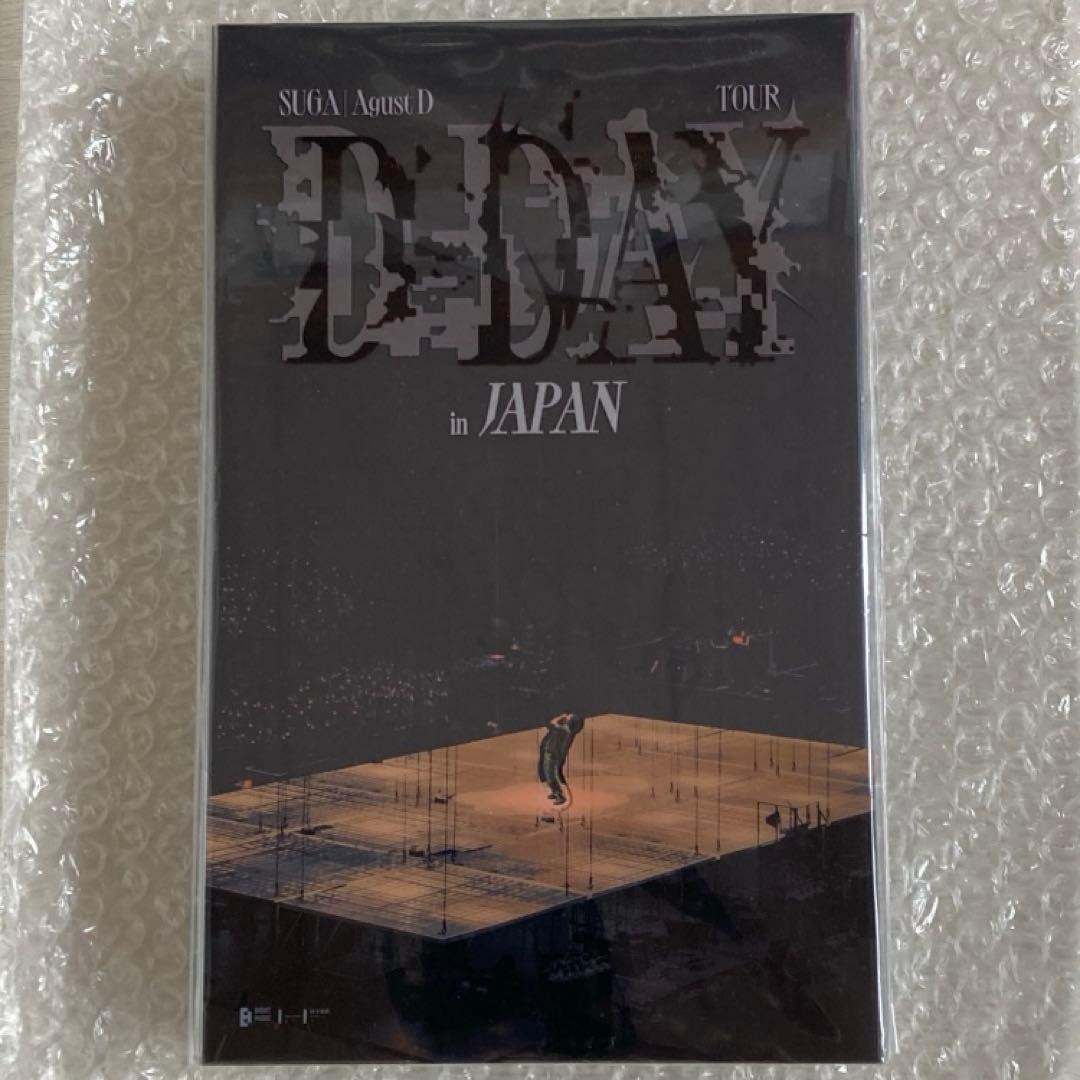 SUGA | Agust D
TOUR
D-DAY
in JAPAN